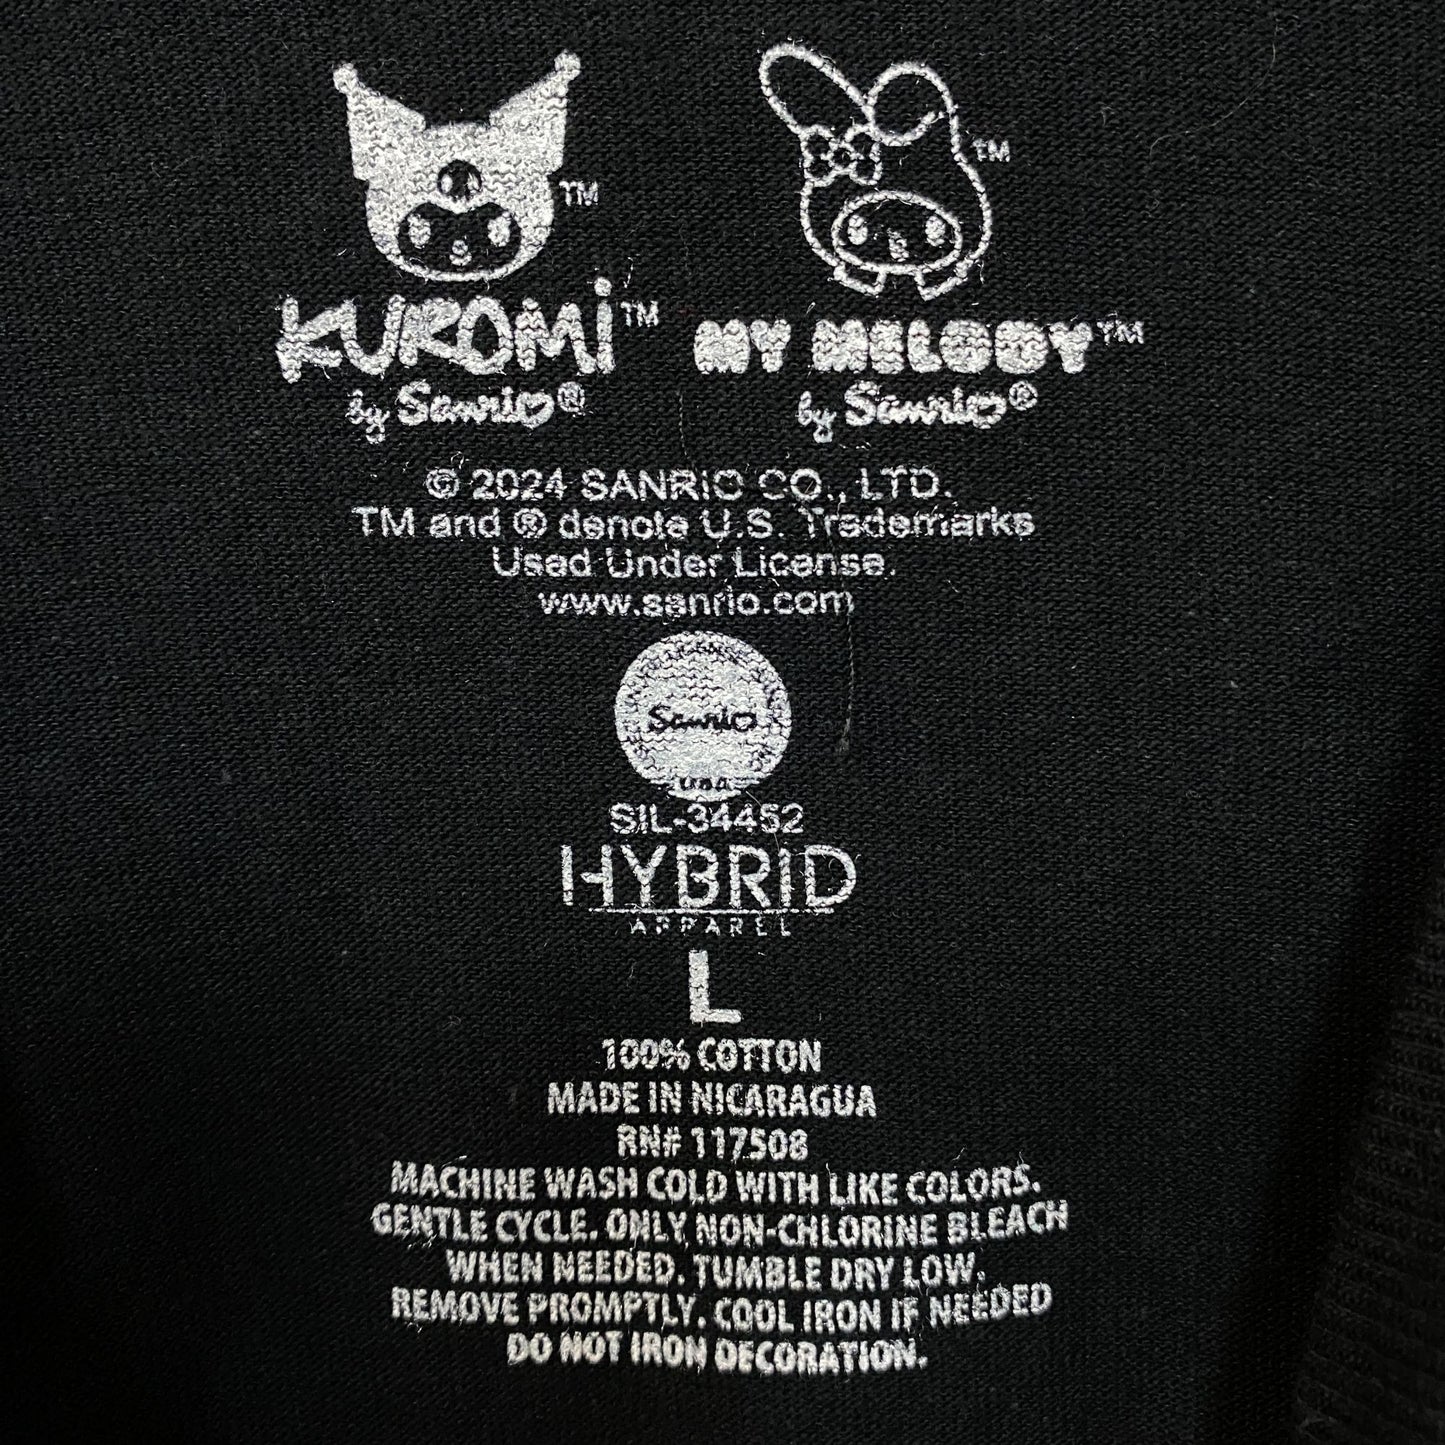 TM TM
KUROMI™ MY MELODY™
by Sanrio® by Sanrio®
© 2024 SANRIO CO., LTD.
TM and ® denote U.S. Trademarks
Used Under License.
www.sanrio.com
Sanrio
USA
SIL-34452
HYBRID
APPAREL
L
100% COTTON
MADE IN NICARAGUA
RN# 117508
MACHINE WASH COLD WITH LIKE COLORS.
GENTLE CYCLE. ONLY NON-CHLORINE BLEACH
WHEN NEEDED. TUMBLE DRY LOW.
REMOVE PROMPTLY. COOL IRON IF NEEDED
DO NOT IRON DECORATION.